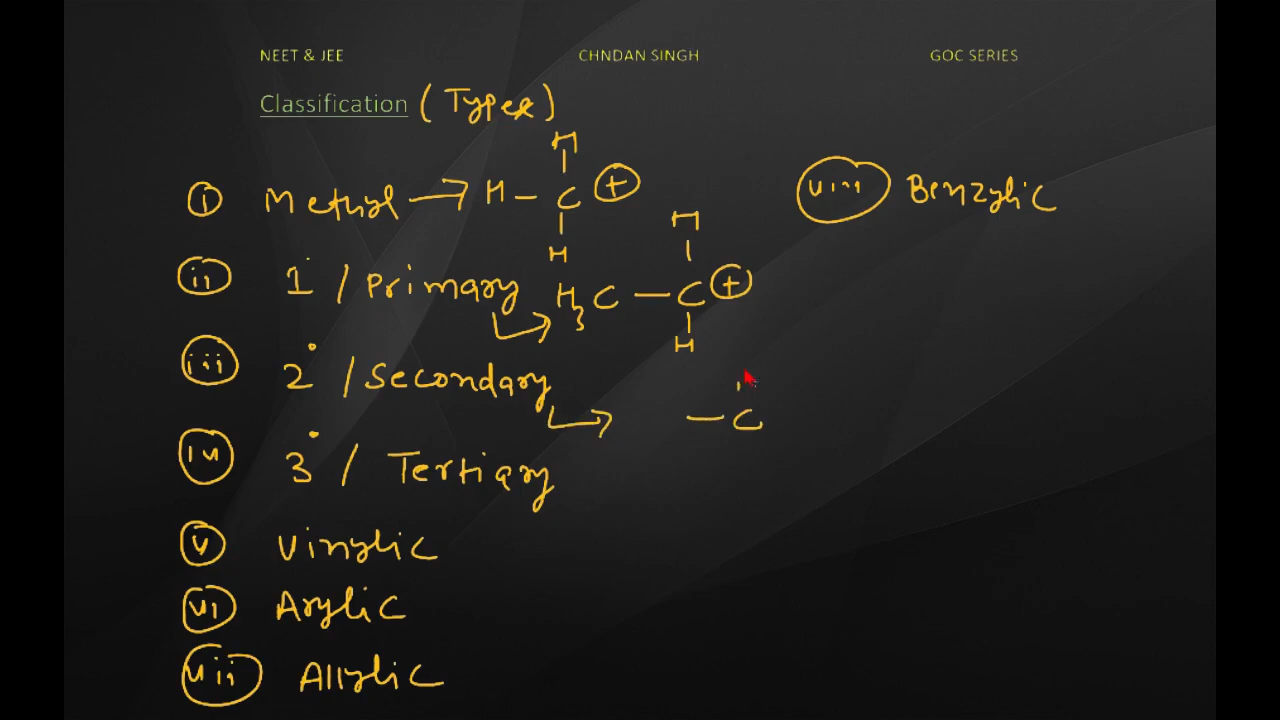 NEET & JEE CHNDAN SINGH GOC SERIES
Classification (Types)
H
i Methyl → H – C ⊕
H
ii 1° / Primary H₃C – C ⊕
H
H
iii 2° / Secondary
– C
iv 3° / Tertiary
v Vinylic
vi Arylic
vii Allylic
viii Benzylic